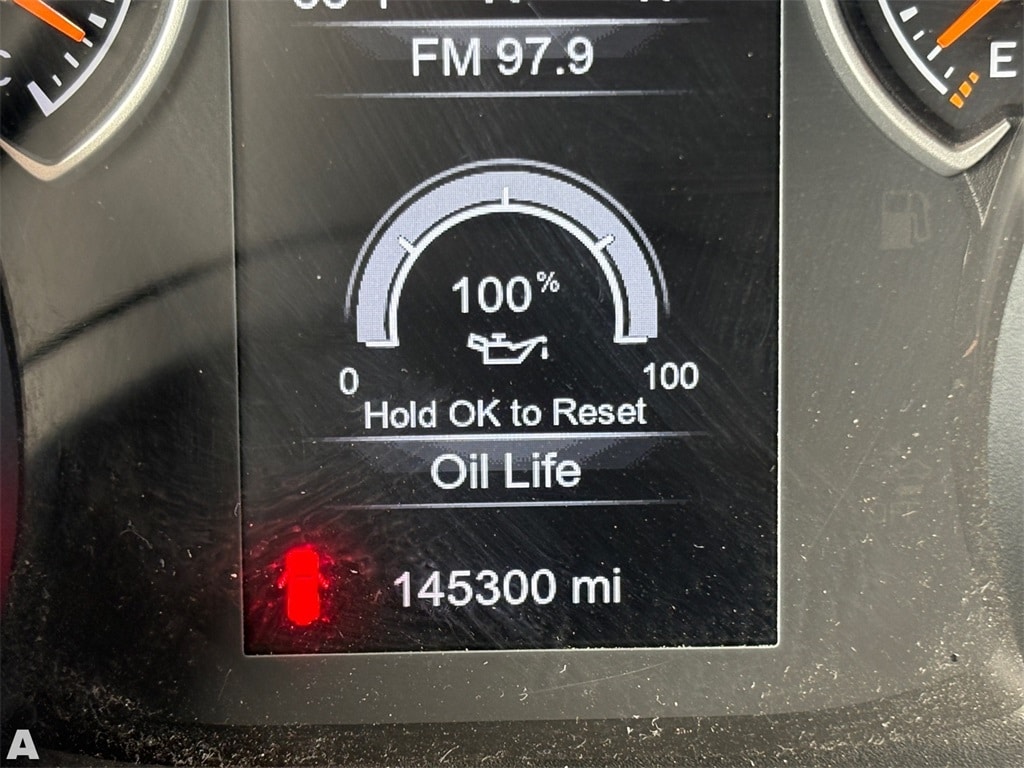 C
E
FM 97.9
100%
0
100
Hold OK to Reset
Oil Life
145300 mi
A